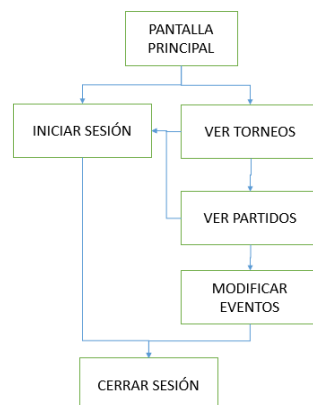 PANTALLA
PRINCIPAL
INICIAR SESIÓN
VER TORNEOS
VER PARTIDOS
MODIFICAR
EVENTOS
CERRAR SESIÓN